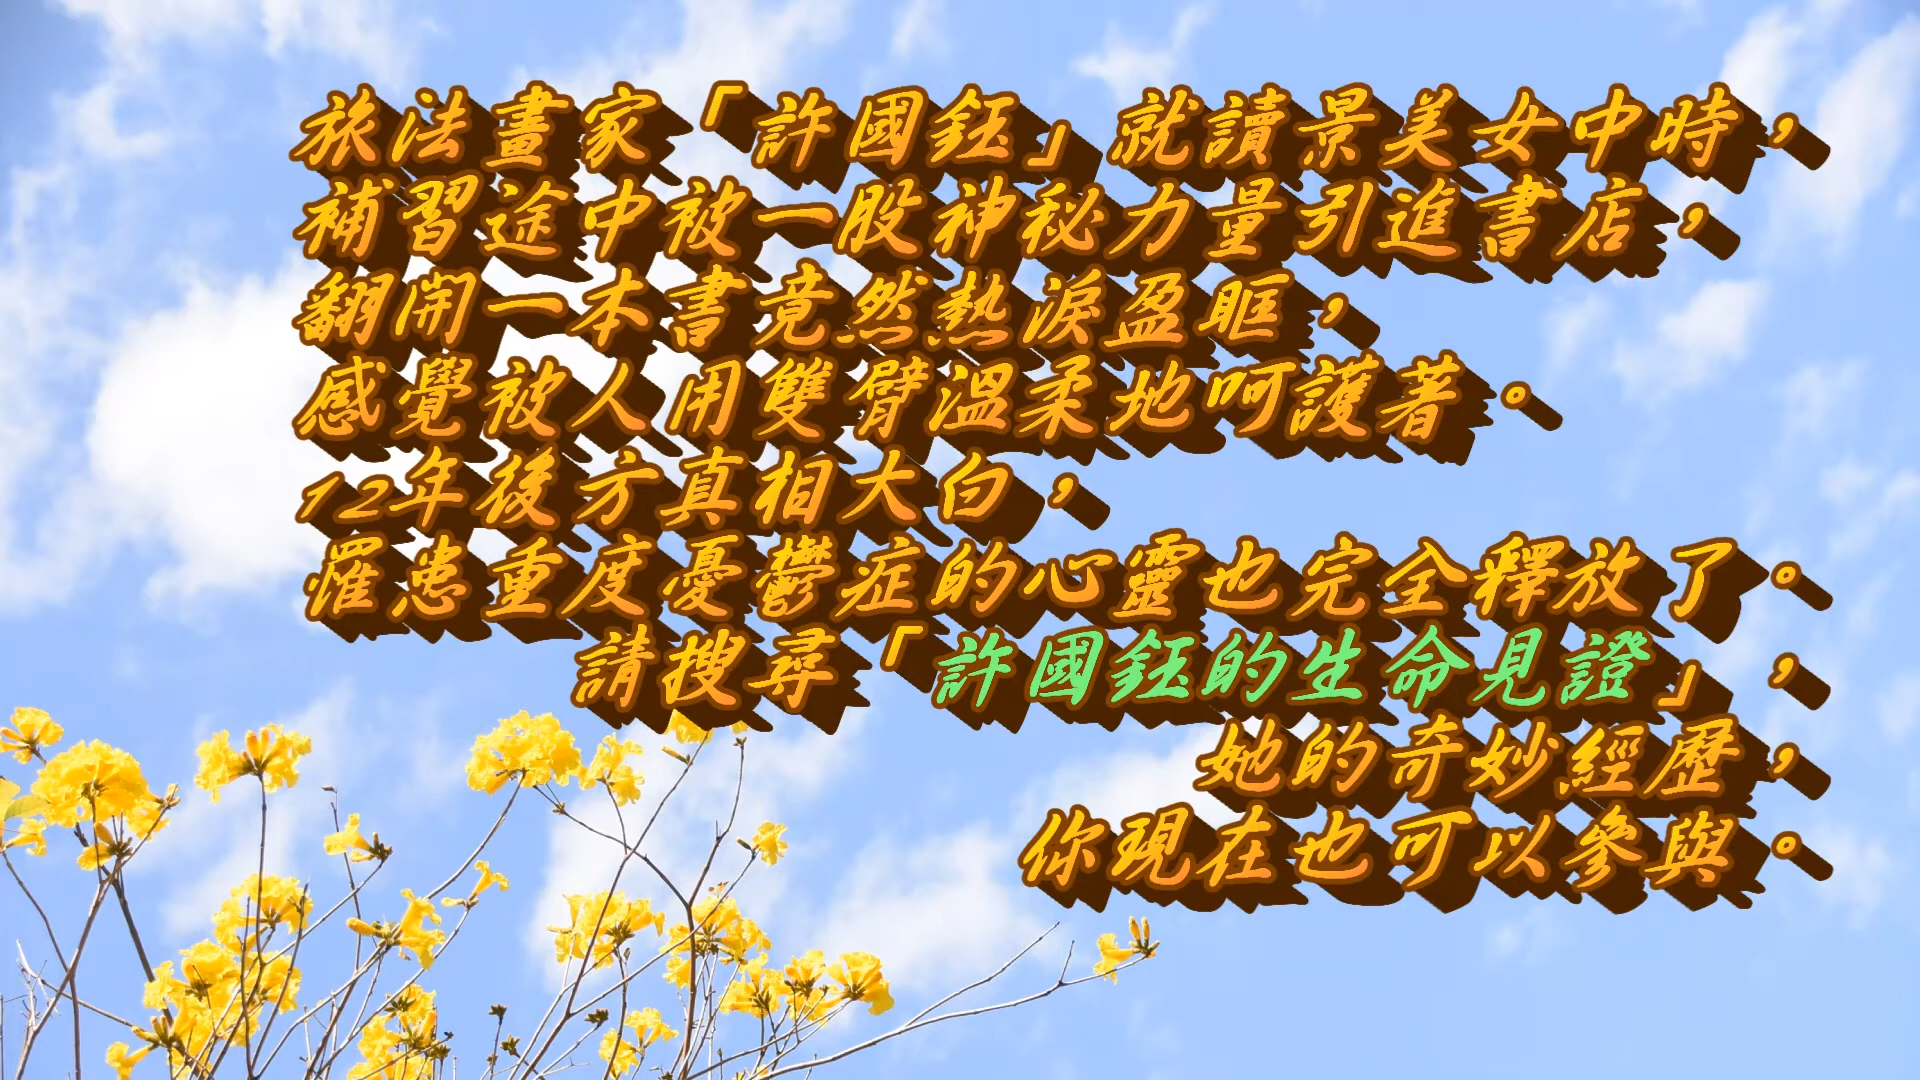 旅法畫家「許國鈺」就讀景美女中時，
補習途中被一股神秘力量引進書店，
翻開一本書竟然熱淚盈眶，
感覺被人用雙臂溫柔地呵護著。
12年後方真相大白，
罹患重度憂鬱症的心靈也完全釋放了。
請搜尋「許國鈺的生命見證」，
她的奇妙經歷，
你現在也可以參與。